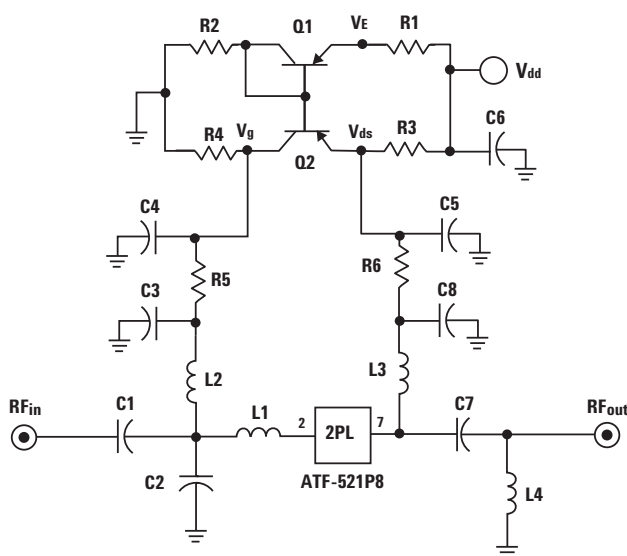 R2
Q1
VE
R1
Vdd
C6
R4
Vg
Q2
Vds
R3
C4
C5
R5
R6
C3
C8
L2
L3
RFin
C1
L1
2
2PL
7
C7
RFout
C2
ATF-521P8
L4